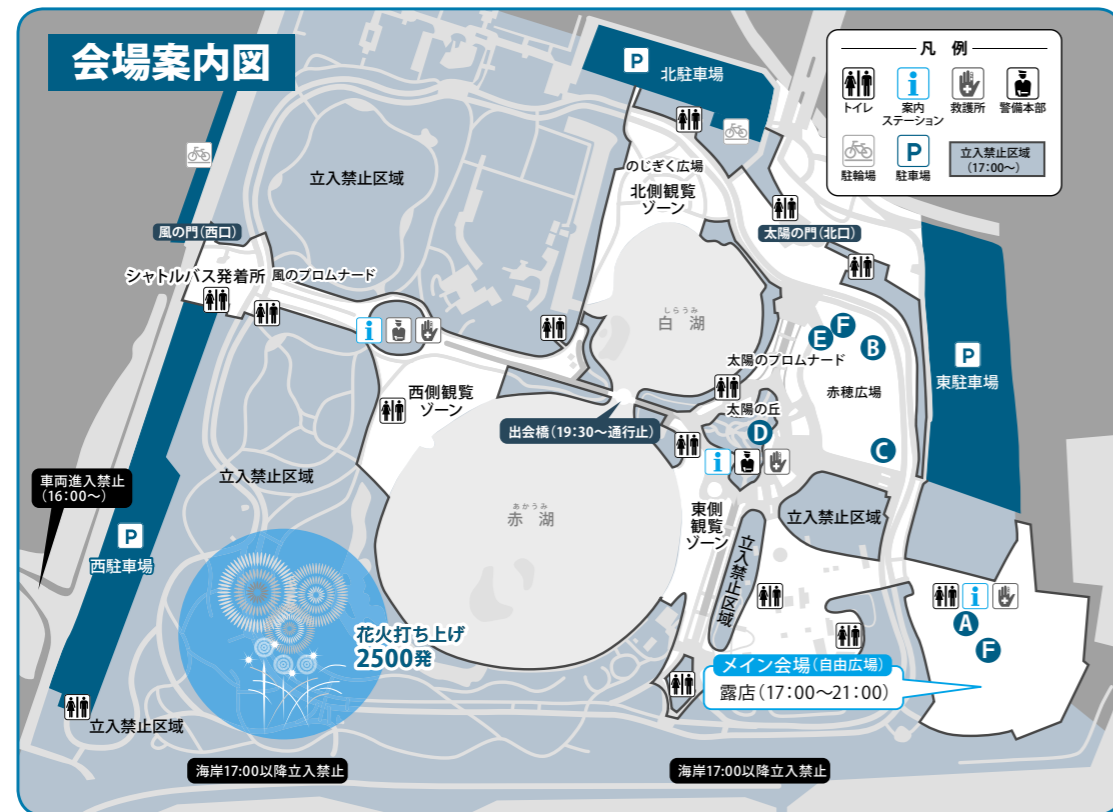 会場案内図
凡 例
トイレ
案内
ステーション
救護所
警備本部
駐輪場
P
駐車場
立入禁止区域
(17:00〜)
P
北駐車場
のじぎく広場
北側観覧
ゾーン
立入禁止区域
風の門(西口)
太陽の門(北口)
シャトルバス発着所
風のプロムナード
しらうみ
白 湖
E
F
B
太陽のプロムナード
赤穂広場
P
東駐車場
西側観覧
ゾーン
太陽の丘
D
出会橋(19:30〜通行止)
C
車両進入禁止
(16:00〜)
立入禁止区域
あかうみ
赤 湖
東側
観覧
ゾーン
立入禁止区域
立入禁止区域
P
西駐車場
花火打ち上げ
2500発
A
F
メイン会場(自由広場)
露店(17:00〜21:00)
立入禁止区域
海岸17:00以降立入禁止
海岸17:00以降立入禁止